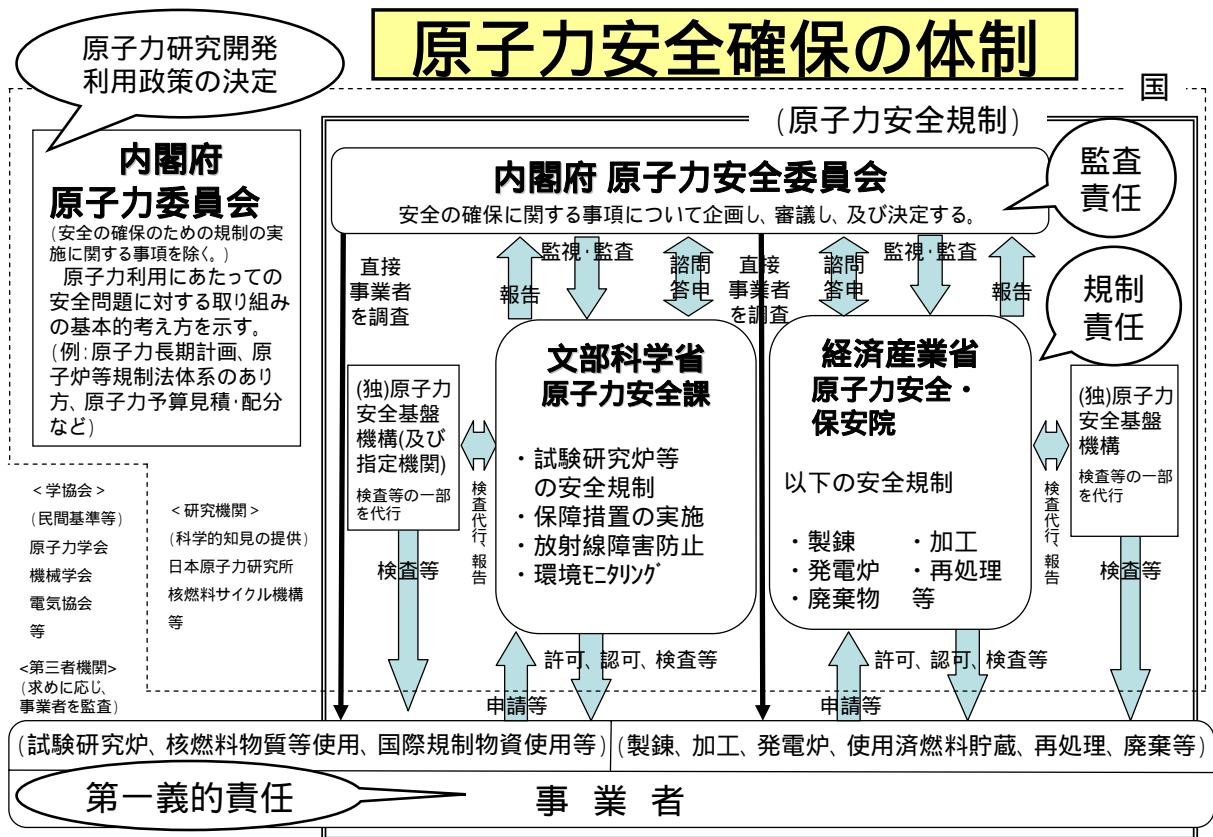 原子力安全確保の体制
原子力研究開発
利用政策の決定
国
(原子力安全規制)
内閣府
原子力委員会
(安全の確保のための規制の実
施に関する事項を除く。)
原子力利用にあたっての
安全問題に対する取り組み
の基本的考え方を示す。
(例:原子力長期計画、原
子炉等規制法体系のあり
方、原子力予算見積・配分
など)
内閣府 原子力安全委員会
安全の確保に関する事項について企画し、審議し、及び決定する。
監査
責任
直接
事業者
を調査
報告
監視・監査
諮問
答申
直接
事業者
を調査
諮問
答申
監視・監査
報告
規制
責任
(独)原子力
安全基盤
機構(及び
指定機関)
検査等の一部
を代行
検査代行、報告
文部科学省
原子力安全課
・試験研究炉等
の安全規制
・保障措置の実施
・放射線障害防止
・環境ﾓﾆﾀﾘﾝｸﾞ
経済産業省
原子力安全・
保安院
以下の安全規制
・製錬 ・加工
・発電炉 ・再処理
・廃棄物 等
検査代行、報告
(独)原子力
安全基盤
機構
検査等の一部
を代行
<学協会>
(民間基準等)
原子力学会
機械学会
電気協会
等
<研究機関>
(科学的知見の提供)
日本原子力研究所
核燃料サイクル機構
等
<第三者機関>
(求めに応じ、
事業者を監査)
検査等
申請等
許可、認可、検査等
申請等
許可、認可、検査等
検査等
(試験研究炉、核燃料物質等使用、国際規制物資使用等)
(製錬、加工、発電炉、使用済燃料貯蔵、再処理、廃棄等)
第一義的責任
事 業 者